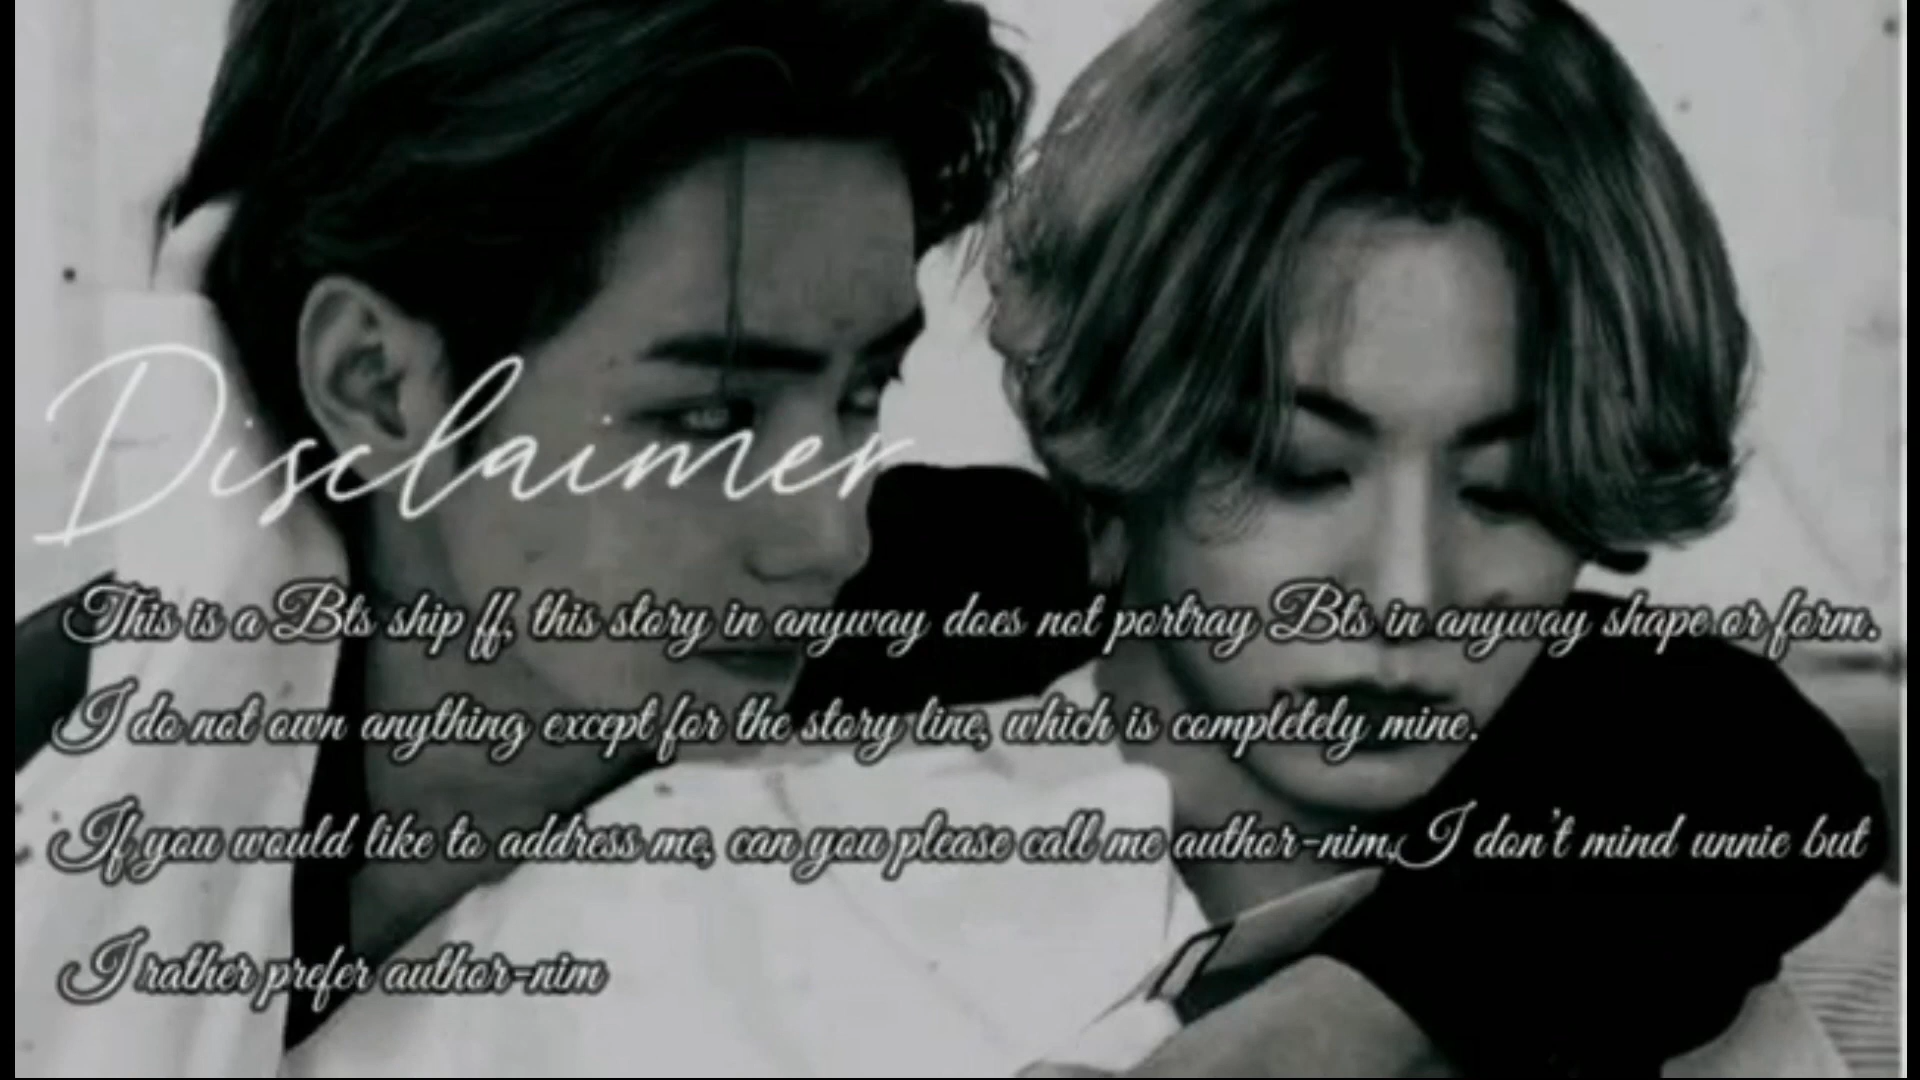 Disclaimer
This is a Bts ship ff, this story in anyway does not portray Bts in anyway shape or form.
I do not own anything except for the story line, which is completely mine.
If you would like to address me, can you please call me author-nim, I don't mind unnie but
I rather prefer author-nim